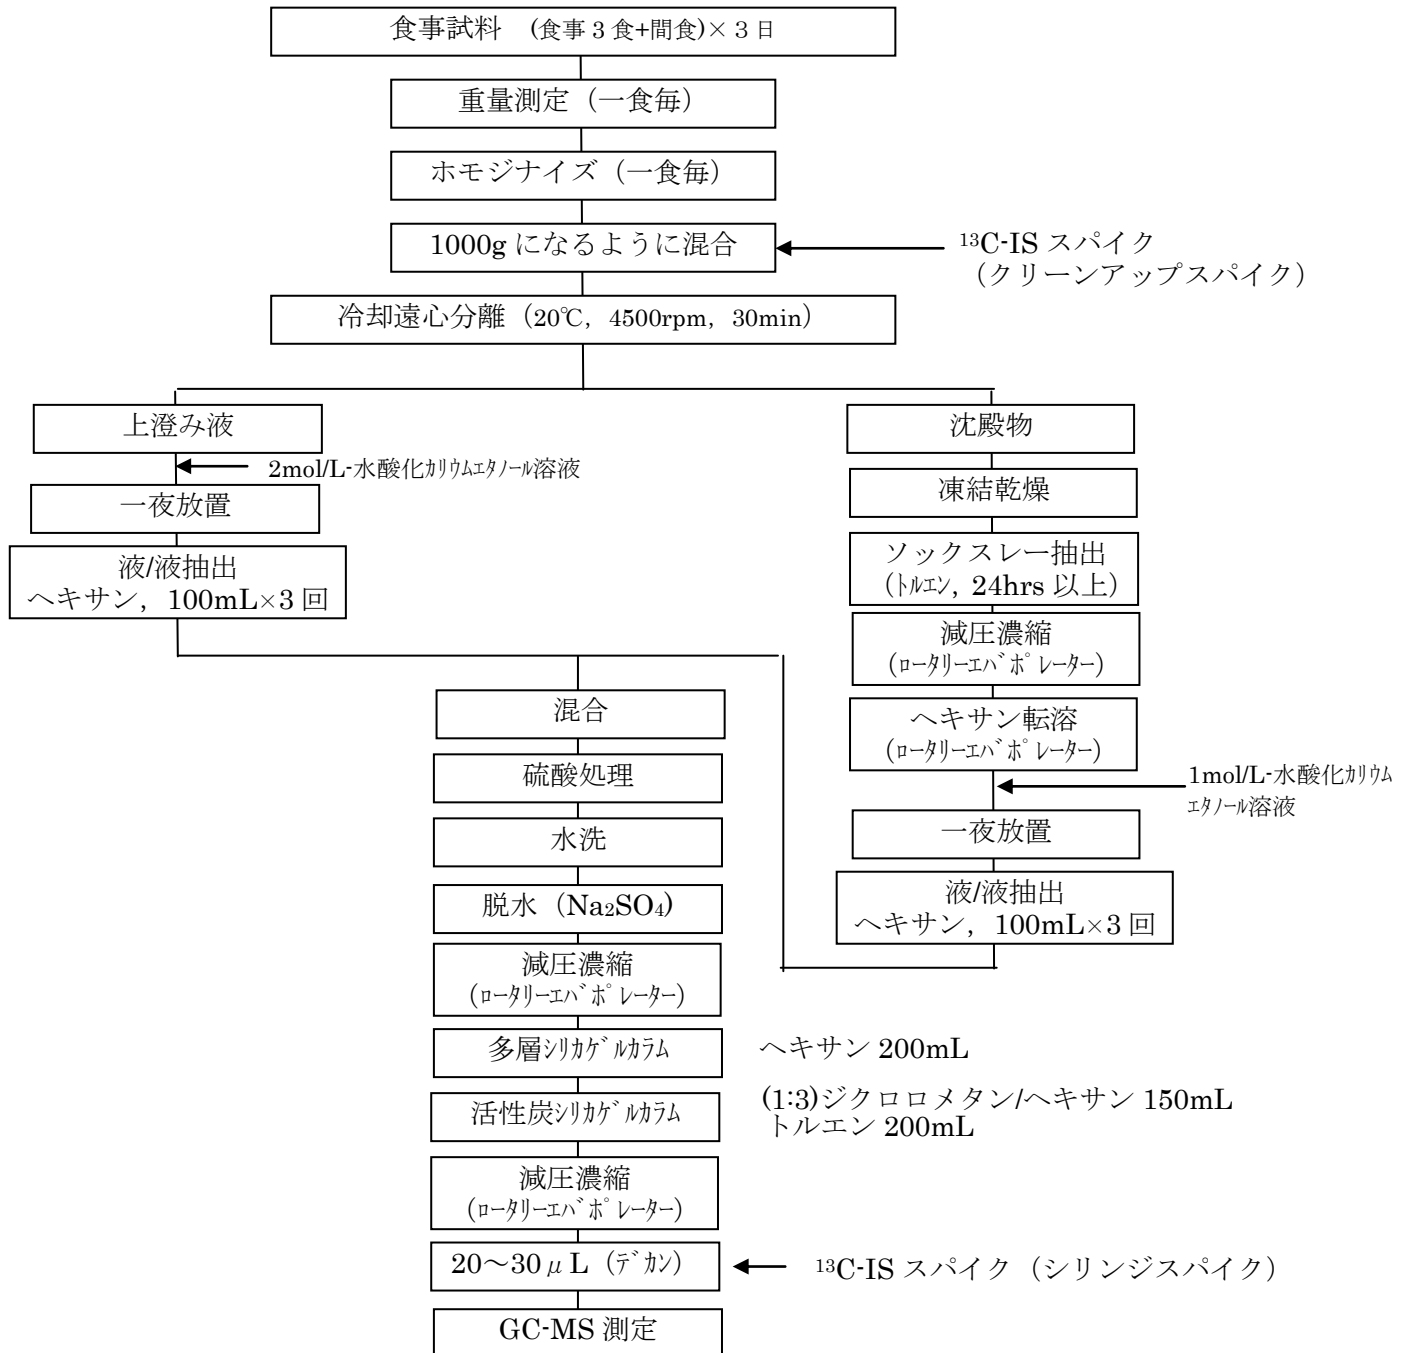 食事試料　(食事 3 食+間食)× 3 日
重量測定（一食毎）
ホモジナイズ（一食毎）
1000g になるように混合
¹³C-IS スパイク
（クリーンアップスパイク）
冷却遠心分離（20℃，4500rpm，30min）
上澄み液
2mol/L-水酸化ｶﾘｳﾑｴﾀﾉｰﾙ溶液
一夜放置
液/液抽出
ヘキサン，100mL×3 回
沈殿物
凍結乾燥
ソックスレー抽出
（ﾄﾙｴﾝ, 24hrs 以上）
減圧濃縮
（ﾛｰﾀﾘｰｴﾊﾞﾎﾟﾚｰﾀｰ）
ヘキサン転溶
（ﾛｰﾀﾘｰｴﾊﾞﾎﾟﾚｰﾀｰ）
1mol/L-水酸化ｶﾘｳﾑ
ｴﾀﾉｰﾙ溶液
一夜放置
液/液抽出
ヘキサン，100mL×3 回
混合
硫酸処理
水洗
脱水（Na₂SO₄）
減圧濃縮
（ﾛｰﾀﾘｰｴﾊﾞﾎﾟﾚｰﾀｰ）
多層ｼﾘｶｹﾞﾙｶﾗﾑ
ヘキサン 200mL
活性炭ｼﾘｶｹﾞﾙｶﾗﾑ
(1:3)ジクロロメタン/ヘキサン 150mL
トルエン 200mL
減圧濃縮
（ﾛｰﾀﾘｰｴﾊﾞﾎﾟﾚｰﾀｰ）
20～30μL（ﾃﾞｶﾝ）
¹³C-IS スパイク（シリンジスパイク）
GC-MS 測定